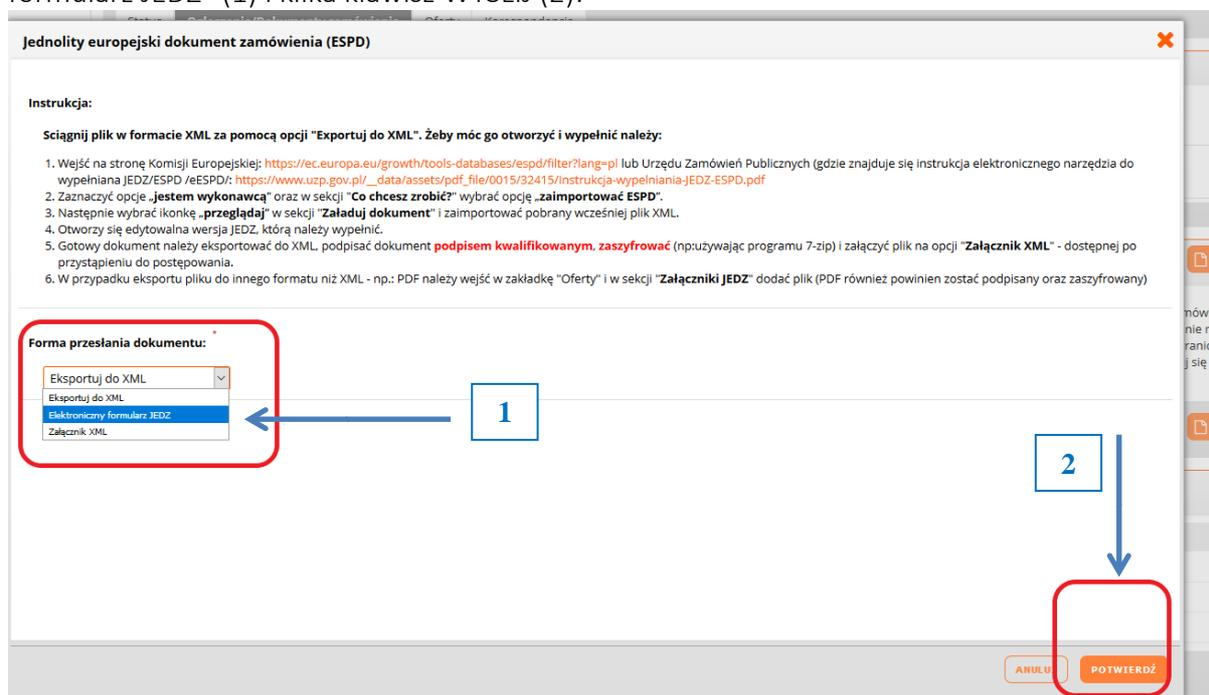 formularz JEDZ" (1) i klika klawisz WYŚLIJ (2):
Status Ogłoszenie/Dokumenty zamówienia Oferty Korespondencja
Jednolity europejski dokument zamówienia (ESPD)
Instrukcja:
Sciągnij plik w formacie XML za pomocą opcji "Exportuj do XML". Żeby móc go otworzyć i wypełnić należy:
1. Wejść na stronę Komisji Europejskiej: https://ec.europa.eu/growth/tools-databases/espd/filter?lang=pl lub Urzędu Zamówień Publicznych (gdzie znajduje się instrukcja elektronicznego narzędzia do
wypełniana JEDZ/ESPD /eESPD/: https://www.uzp.gov.pl/__data/assets/pdf_file/0015/32415/Instrukcja-wypelniania-JEDZ-ESPD.pdf
2. Zaznaczyć opcje „jestem wykonawcą" oraz w sekcji "Co chcesz zrobić?" wybrać opcję „zaimportować ESPD".
3. Następnie wybrać ikonkę „przeglądaj" w sekcji "Załaduj dokument" i zaimportować pobrany wcześniej plik XML.
4. Otworzy się edytowalna wersja JEDZ, którą należy wypełnić.
5. Gotowy dokument należy eksportować do XML, podpisać dokument podpisem kwalifikowanym, zaszyfrować (np:używając programu 7-zip) i załączyć plik na opcji "Załącznik XML" - dostępnej po
przystąpieniu do postępowania.
6. W przypadku eksportu pliku do innego formatu niż XML - np.: PDF należy wejść w zakładkę "Oferty" i w sekcji "Załączniki JEDZ" dodać plik (PDF również powinien zostać podpisany oraz zaszyfrowany)
Forma przesłania dokumentu: *
Eksportuj do XML
Eksportuj do XML
Elektroniczny formularz JEDZ
Załącznik XML
1
2
POTWIERDŹ